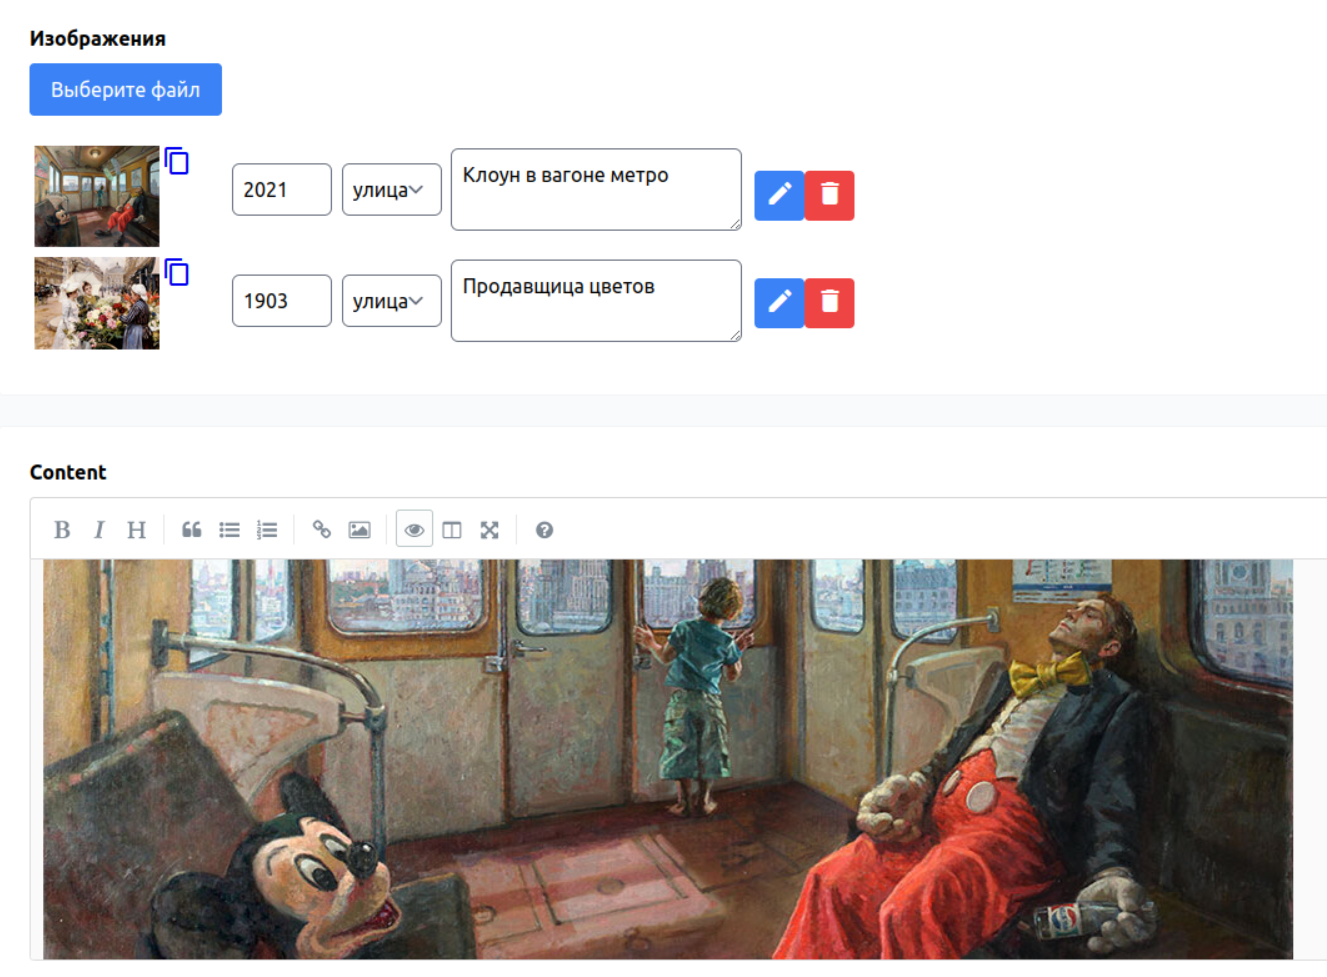 Изображения
Выберите файл
2021
улица
Клоун в вагоне метро
1903
улица
Продавщица цветов
Content
B I H